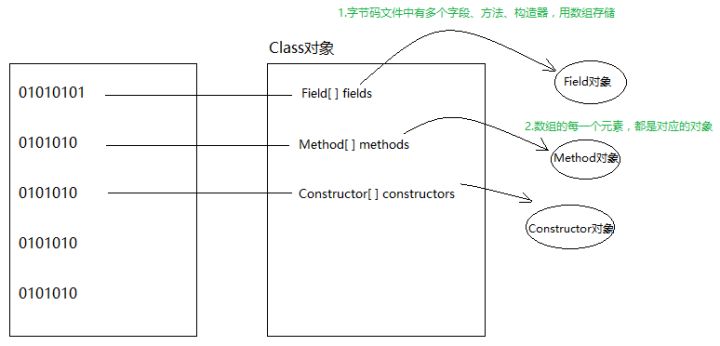 1.字节码文件中有多个字段、方法、构造器，用数组存储
Class对象
01010101
Field[ ] fields
Field对象
2.数组的每一个元素，都是对应的对象
0101010
Method[ ] methods
Method对象
0101010
Constructor[ ] constructors
Constructor对象
0101010
0101010